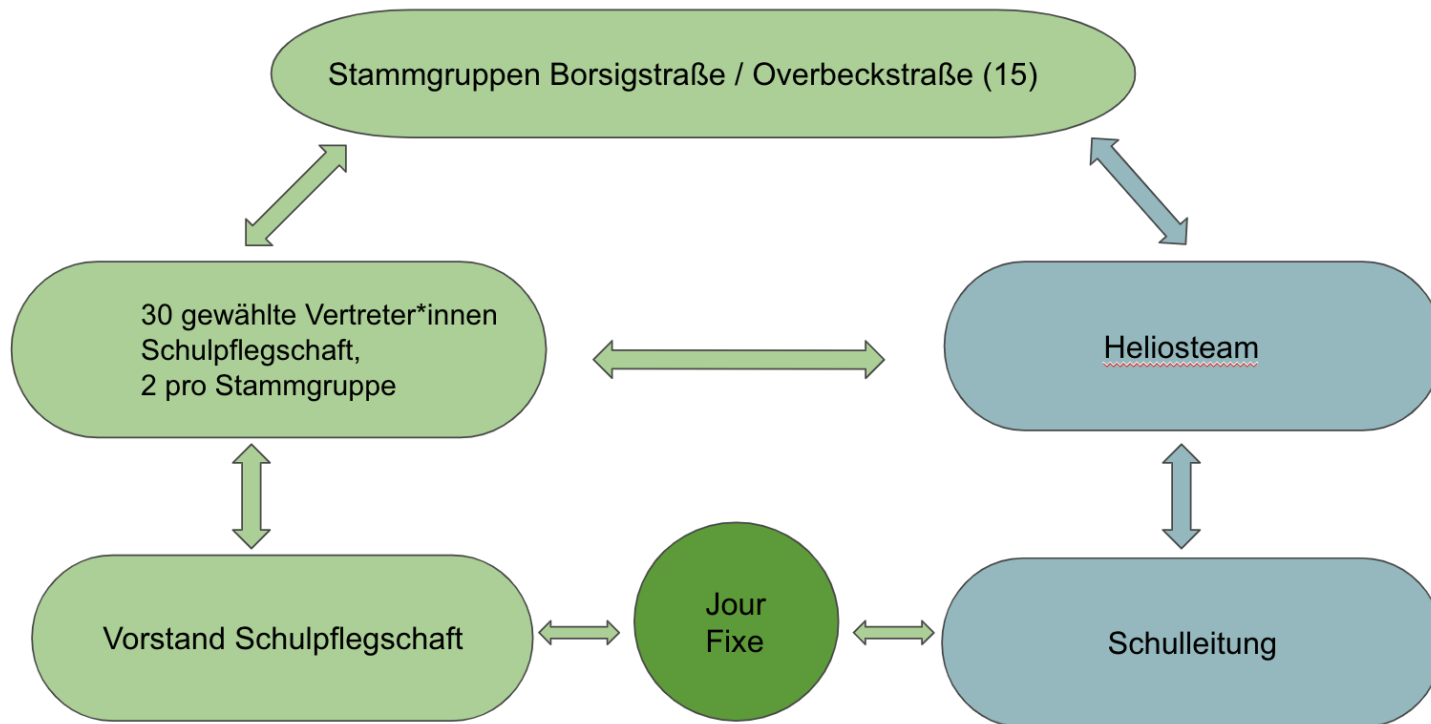 Stammgruppen Borsigstraße / Overbeckstraße (15)
30 gewählte Vertreter*innen
Schulpflegschaft,
2 pro Stammgruppe
Heliosteam
Vorstand Schulpflegschaft
Jour
Fixe
Schulleitung